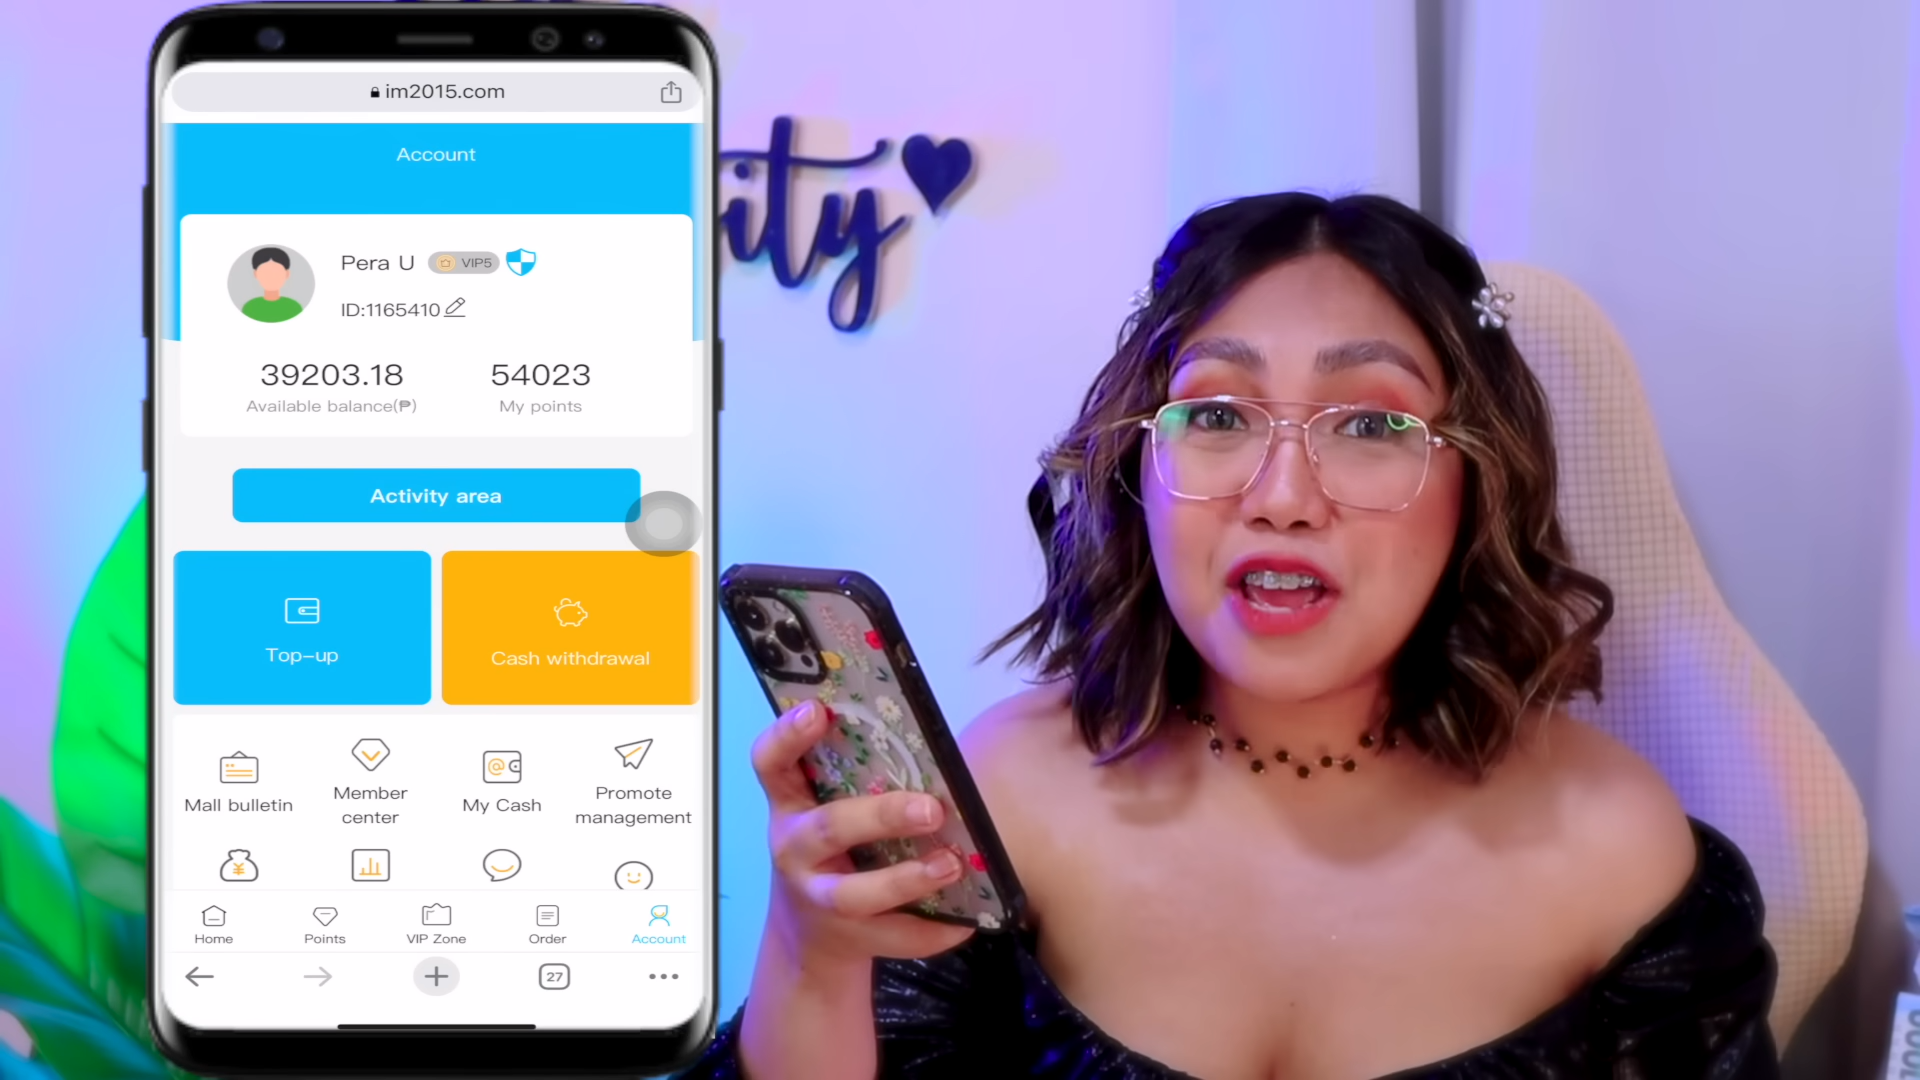 im2015.com
Account
Pera U VIP5
ID:1165410
39203.18 54023
Available balance(₱) My points
Activity area
Top-up Cash withdrawal
Mall bulletin Member center My Cash Promote management
Home Points VIP Zone Order Account
27
ity
1000